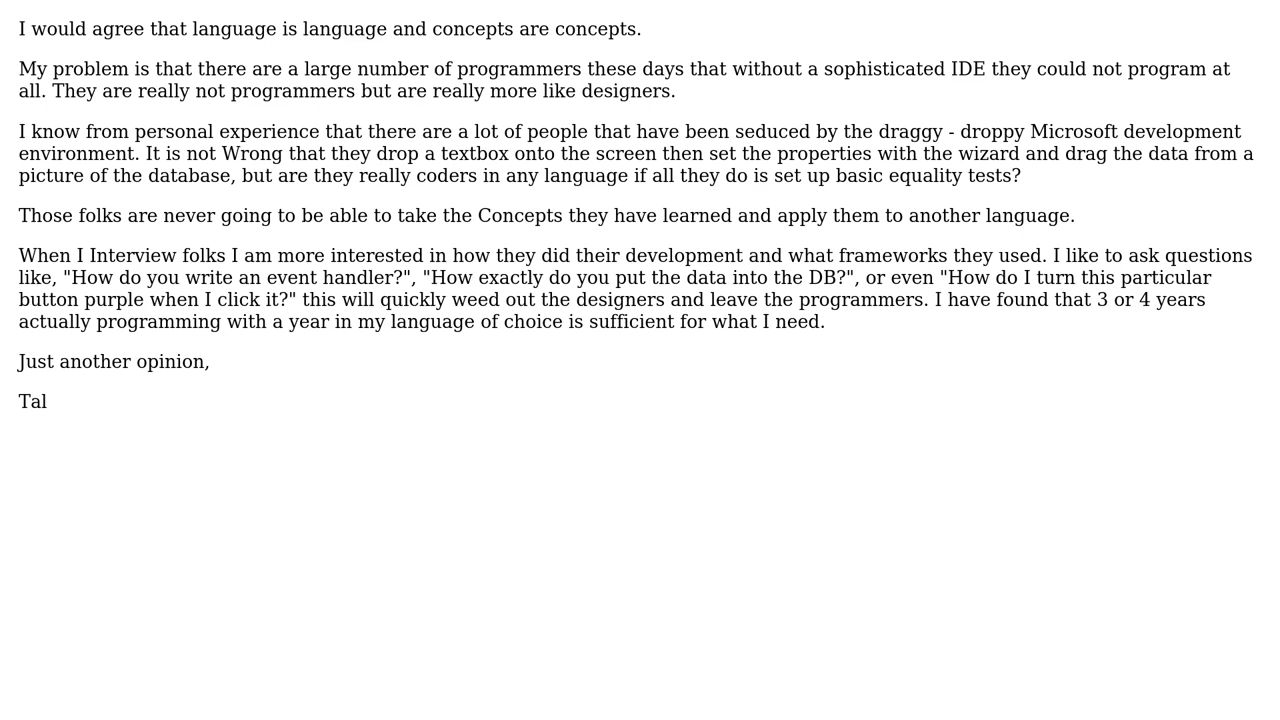 I would agree that language is language and concepts are concepts.
My problem is that there are a large number of programmers these days that without a sophisticated IDE they could not program at
all. They are really not programmers but are really more like designers.
I know from personal experience that there are a lot of people that have been seduced by the draggy - droppy Microsoft development
environment. It is not Wrong that they drop a textbox onto the screen then set the properties with the wizard and drag the data from a
picture of the database, but are they really coders in any language if all they do is set up basic equality tests?
Those folks are never going to be able to take the Concepts they have learned and apply them to another language.
When I Interview folks I am more interested in how they did their development and what frameworks they used. I like to ask questions
like, "How do you write an event handler?", "How exactly do you put the data into the DB?", or even "How do I turn this particular
button purple when I click it?" this will quickly weed out the designers and leave the programmers. I have found that 3 or 4 years
actually programming with a year in my language of choice is sufficient for what I need.
Just another opinion,
Tal